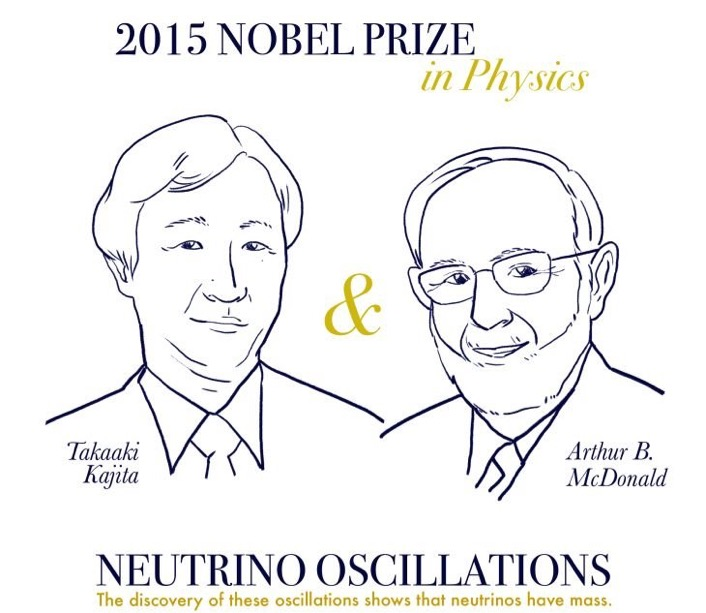 2015 NOBEL PRIZE
in Physics
&
Takaaki
Kajita
Arthur B.
McDonald
NEUTRINO OSCILLATIONS
The discovery of these oscillations shows that neutrinos have mass.